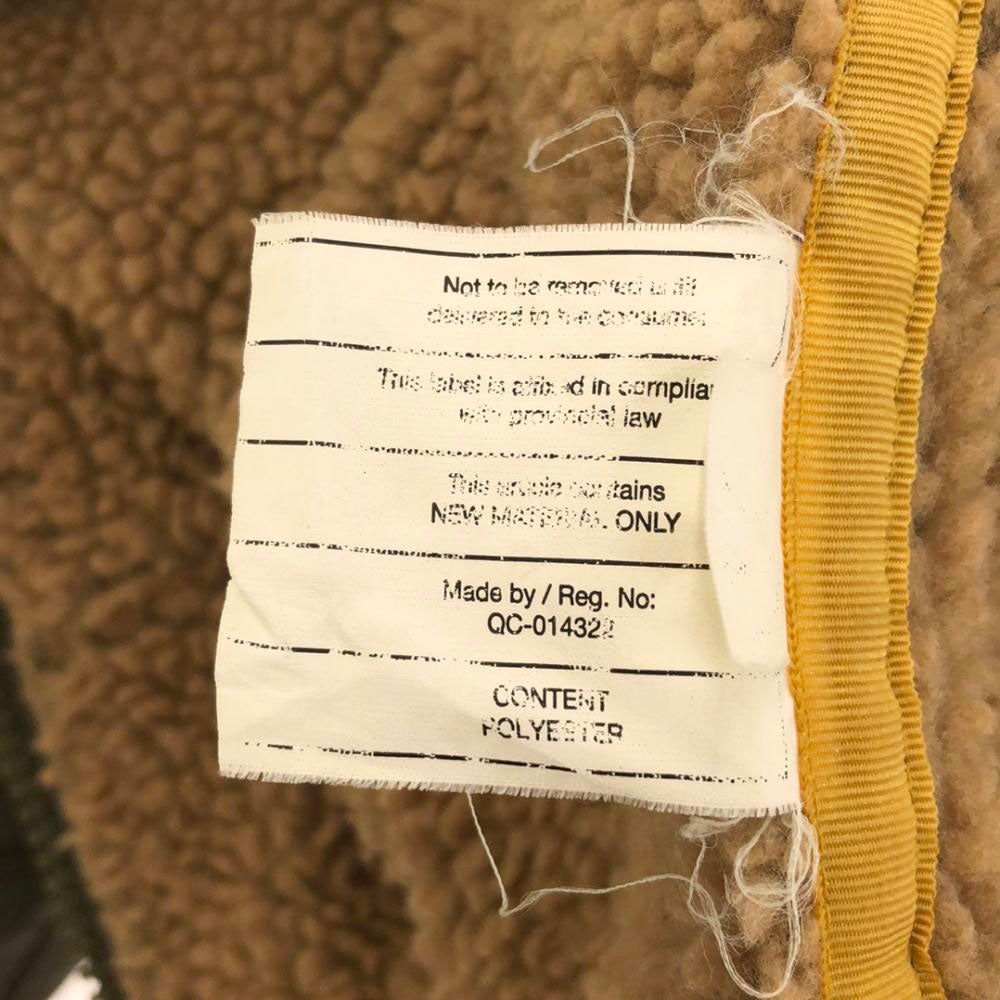 Not to be removed until
delivered to the consumer
This label is affixed in complian
with provincial law
This article contains
NEW MATERIAL ONLY
Made by / Reg. No:
QC-014322
CONTENT
POLYESTER